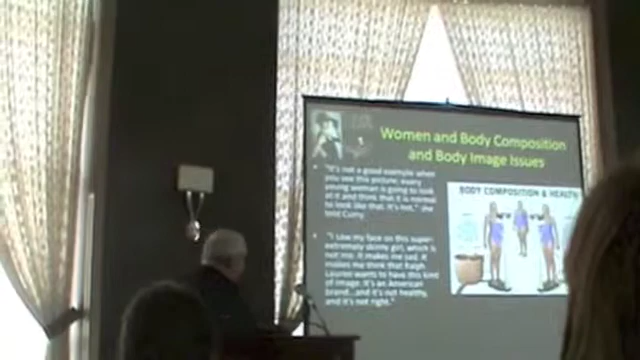 Women and Body Composition
and Body Image Issues
"It's not a good example when
you see this picture, every
young woman is going to look
at it and think that it is normal
to look like that. It's not," she
told Curry.
"I saw my face on this super-
extremely skinny girl, which is
not me. It makes me sad. It
makes me think that Ralph
Lauren wants to have this kind
of image. It's an American
brand...and it's not healthy,
and it's not right."
BODY COMPOSITION & HEALTH